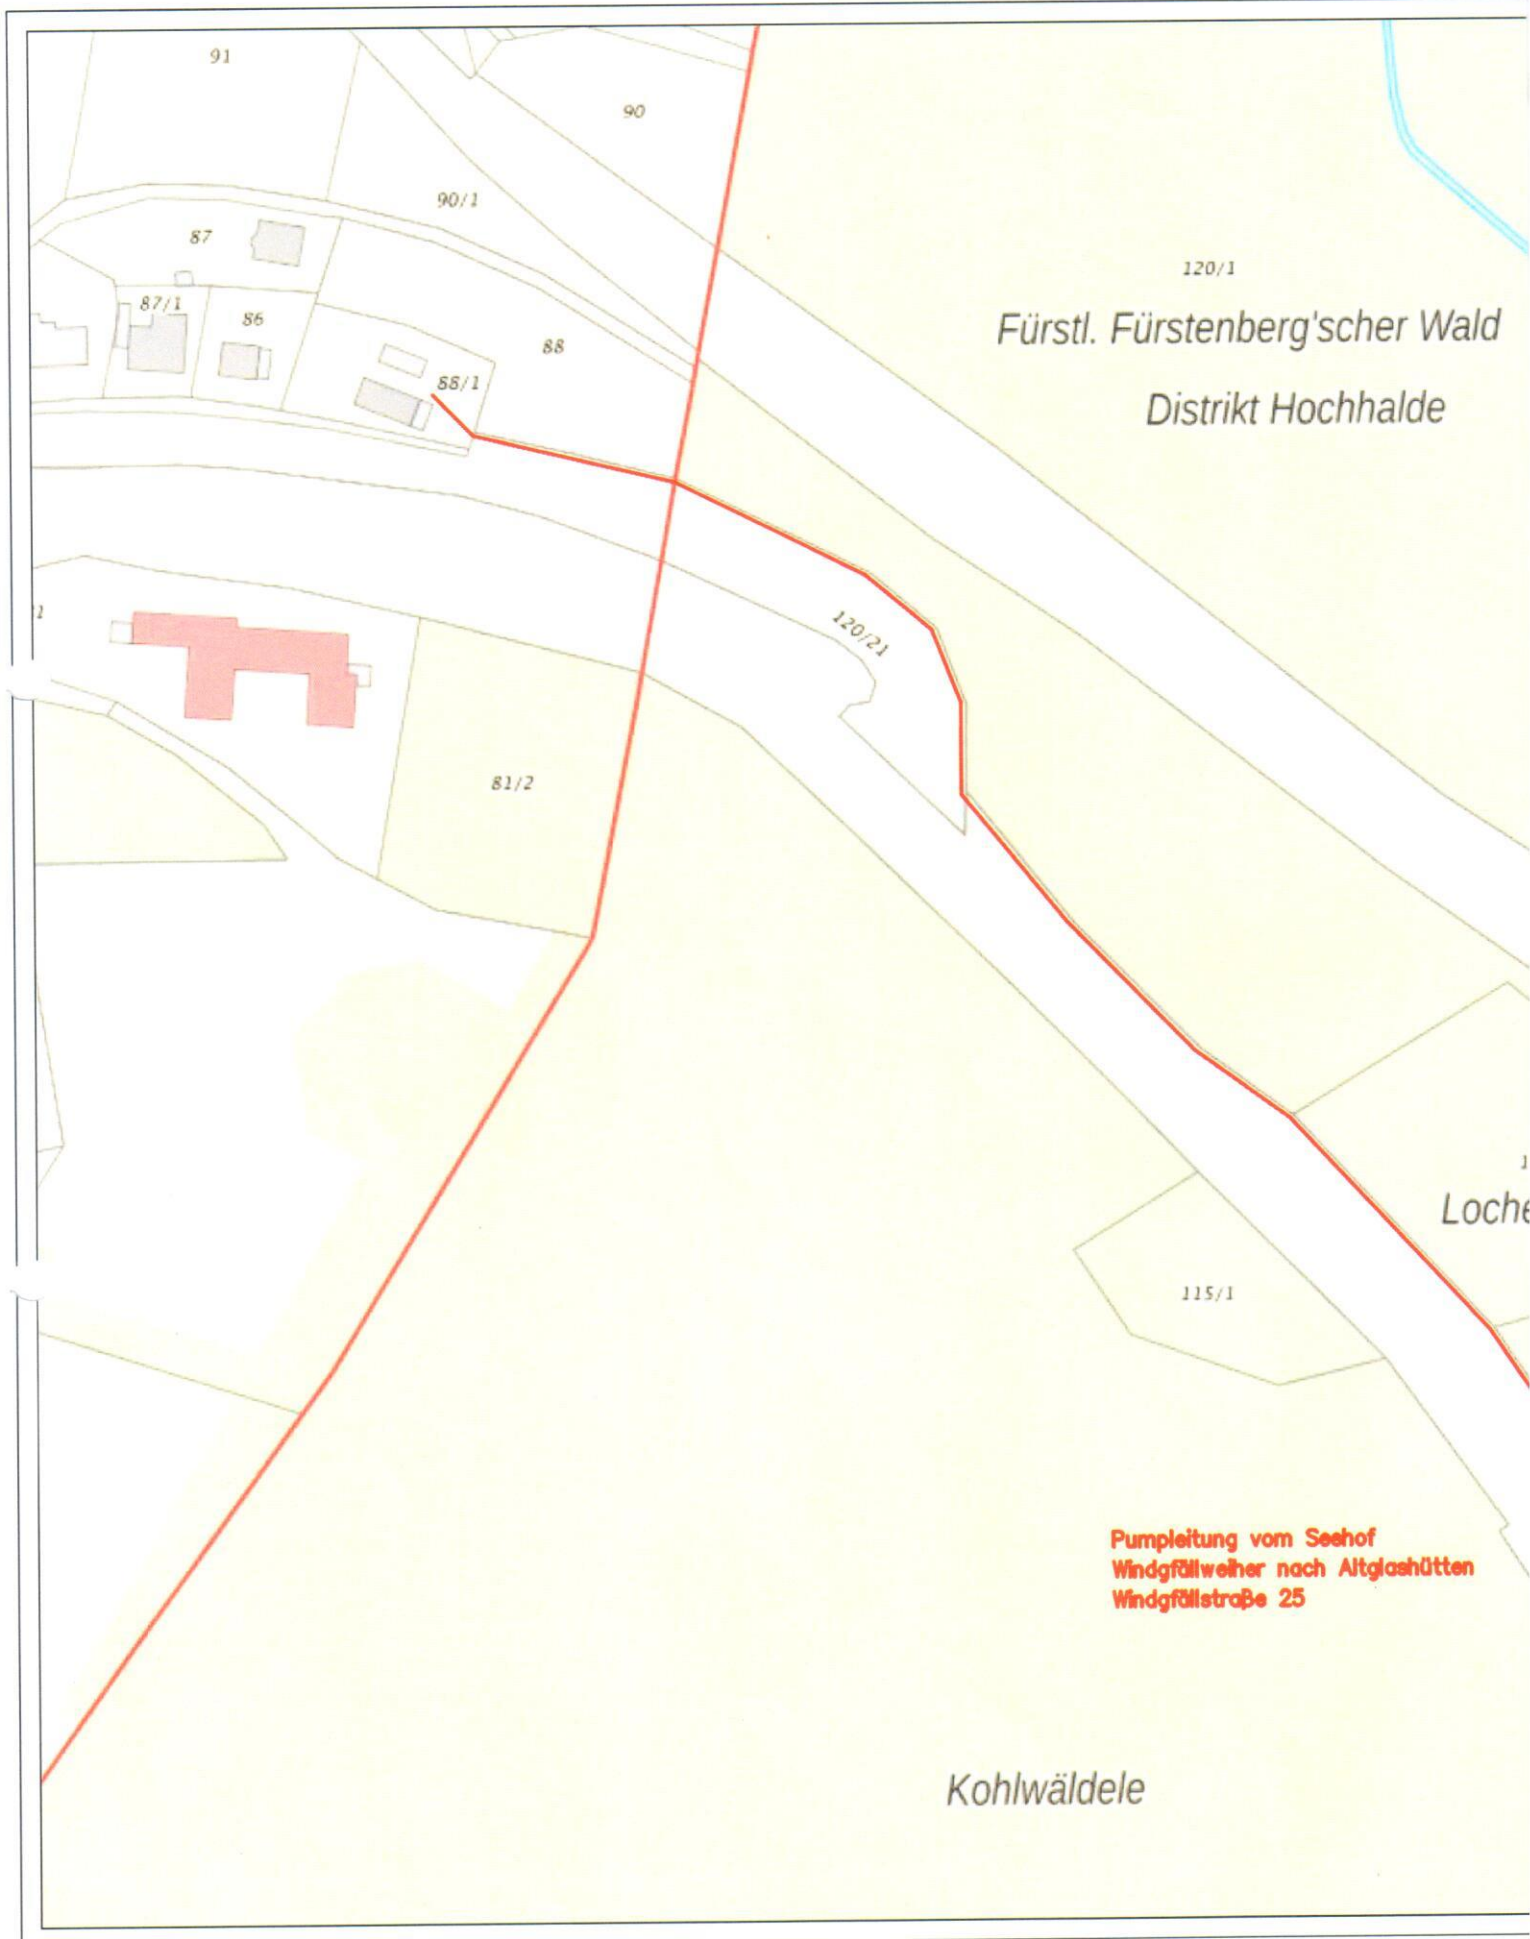 91
90
90/1
87
120/1
87/1
86
Fürstl. Fürstenberg'scher Wald
88
88/1
Distrikt Hochhalde
120/21
81/2
Loche
115/1
Pumpleitung vom Seehof
Windgfällweiher nach Altglashütten
Windgfällstraße 25
Kohlwäldele